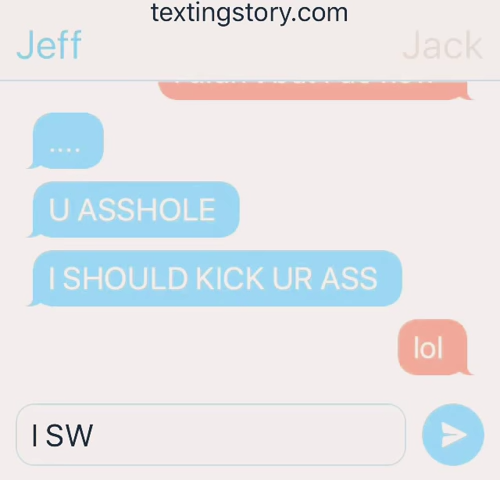 textingstory.com
Jeff
Jack
....
U ASSHOLE
I SHOULD KICK UR ASS
lol
I SW